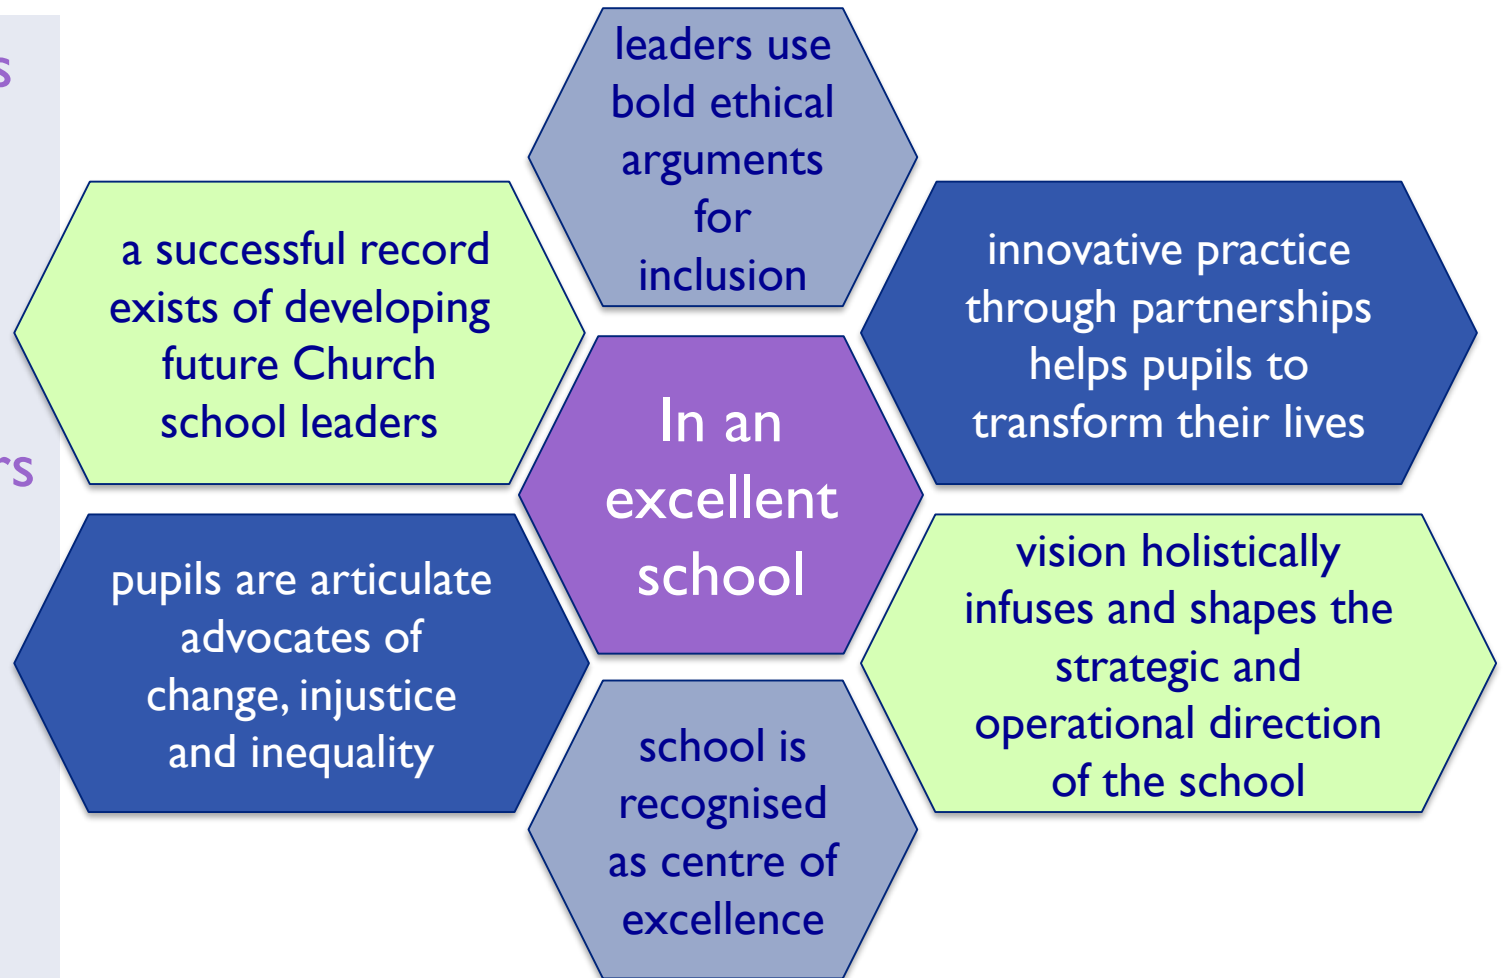 leaders use
bold ethical
arguments
for
inclusion
a successful record
exists of developing
future Church
school leaders
innovative practice
through partnerships
helps pupils to
transform their lives
In an
excellent
school
pupils are articulate
advocates of
change, injustice
and inequality
vision holistically
infuses and shapes the
strategic and
operational direction
of the school
school is
recognised
as centre of
excellence